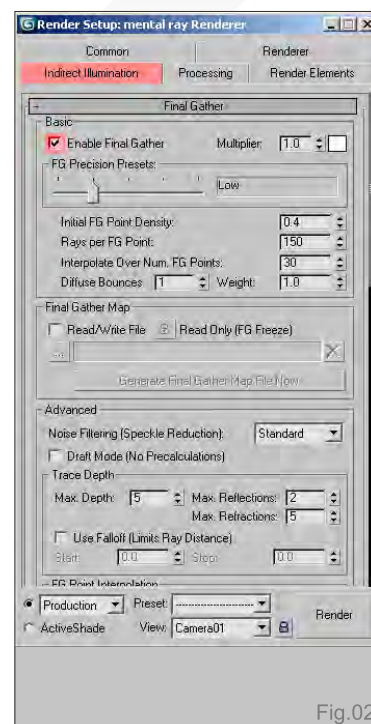 Render Setup: mental ray Renderer
Common Renderer
Indirect Illumination Processing Render Elements
- Final Gather
Basic
Enable Final Gather Multiplier: 1.0
FG Precision Presets:
Low
Initial FG Point Density: 0.4
Rays per FG Point: 150
Interpolate Over Num. FG Points: 30
Diffuse Bounces 1 Weight: 1.0
Final Gather Map
Read/Write File Read Only (FG Freeze)
...
Generate Final Gather Map File Now
Advanced
Noise Filtering (Speckle Reduction): Standard
Draft Mode (No Precalculations)
Trace Depth
Max. Depth: 5 Max. Reflections: 2
Max. Refractions: 5
Use Falloff (Limits Ray Distance)
Start: 0.0 Stop: 0.0
FG Point Interpolation
Production Preset: --------------------
Render
ActiveShade View: Camera01
Fig.02